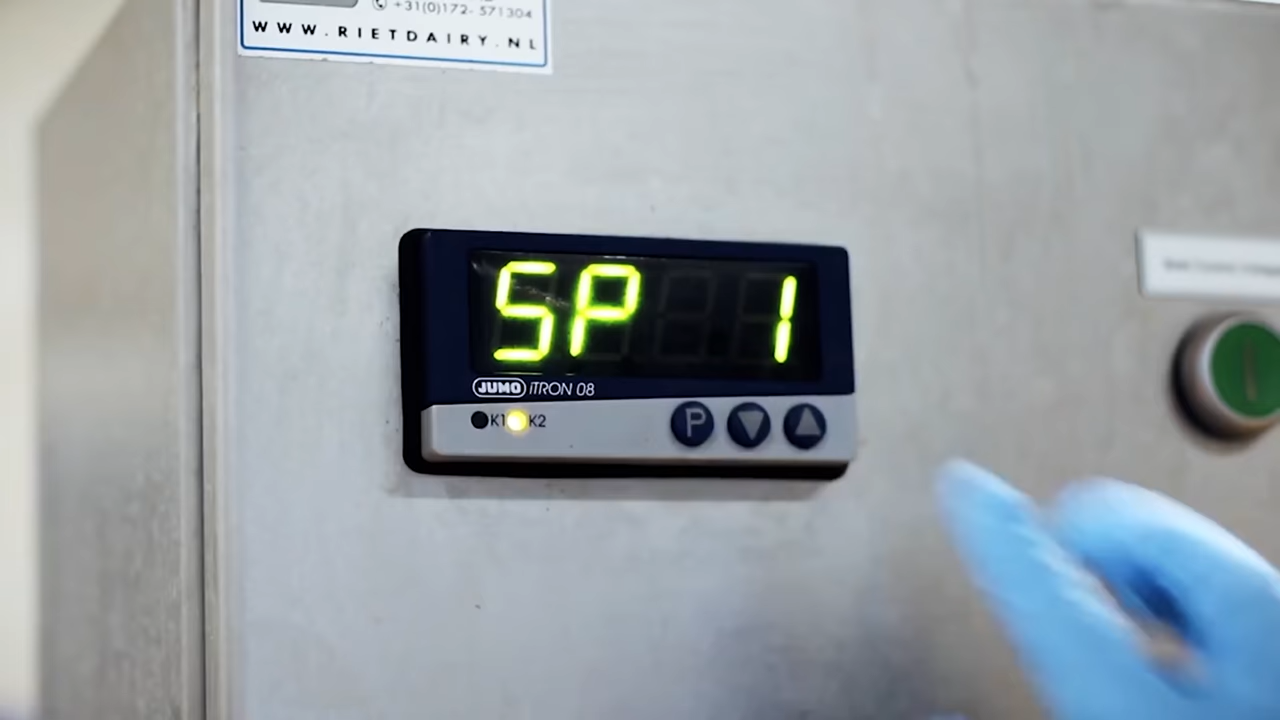 +31(0)172- 571304
WWW.RIETDAIRY.NL
SP 1
JUMO iTRON 08
K1 K2
P